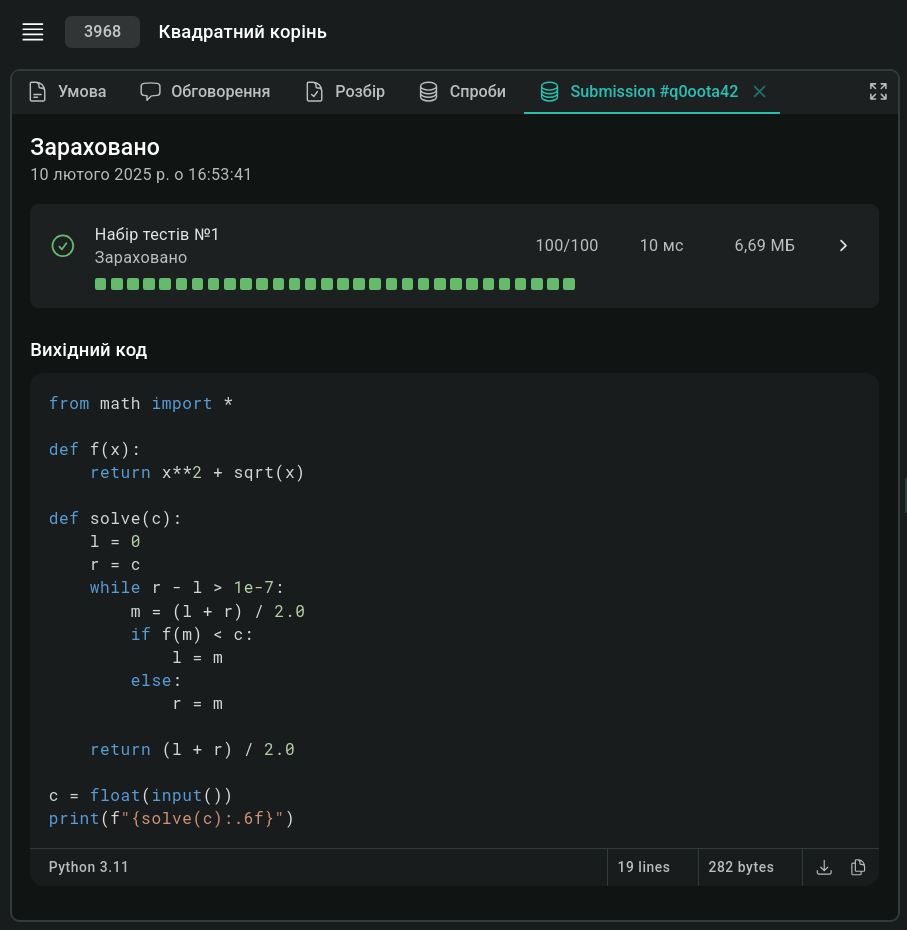 3968 Квадратний корінь
Умова Обговорення Розбір Спроби Submission #q0oota42
Зараховано
10 лютого 2025 р. о 16:53:41
Набір тестів №1
Зараховано
100/100 10 мс 6,69 МБ
Вихідний код
from math import *
def f(x):
    return x**2 + sqrt(x)
def solve(c):
    l = 0
    r = c
    while r - l > 1e-7:
        m = (l + r) / 2.0
        if f(m) < c:
            l = m
        else:
            r = m
    return (l + r) / 2.0
c = float(input())
print(f"{solve(c):.6f}")
Python 3.11 19 lines 282 bytes